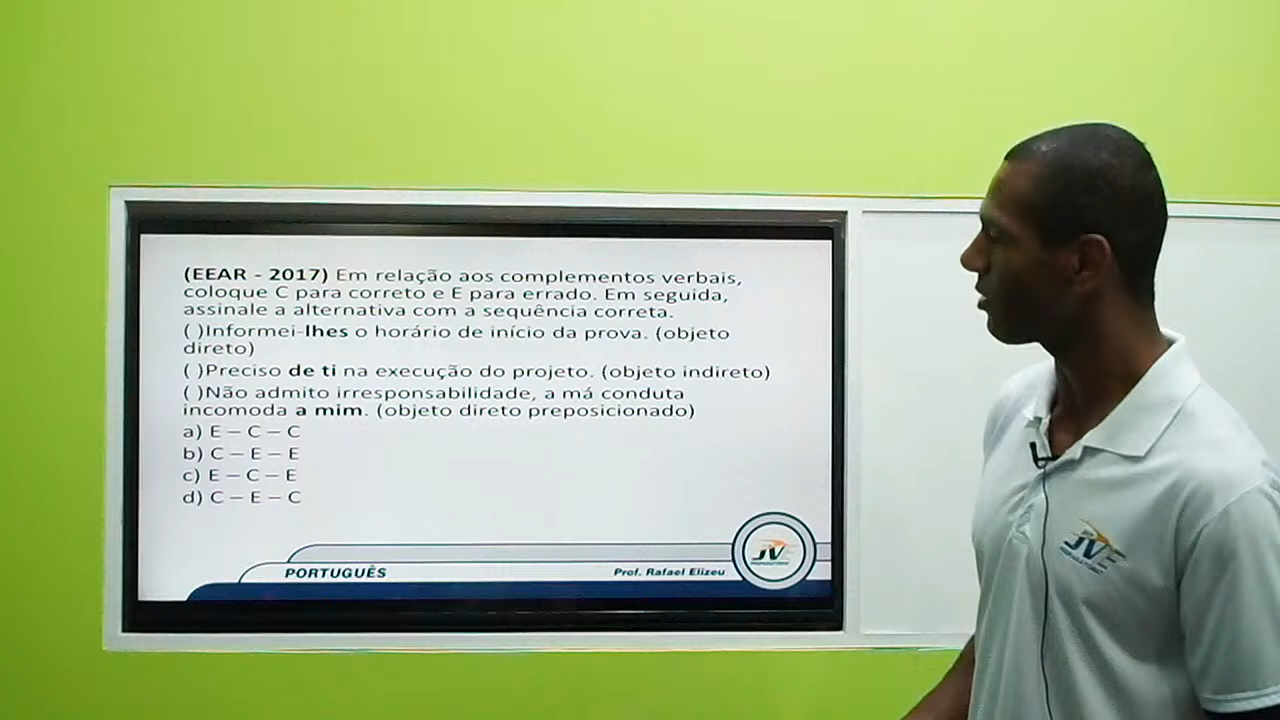 (EEAR - 2017) Em relação aos complementos verbais,
coloque C para correto e E para errado. Em seguida,
assinale a alternativa com a sequência correta.
( )Informei-lhes o horário de início da prova. (objeto
direto)
( )Preciso de ti na execução do projeto. (objeto indireto)
( )Não admito irresponsabilidade, a má conduta
incomoda a mim. (objeto direto preposicionado)
a) E – C – C
b) C – E – E
c) E – C – E
d) C – E – C
PORTUGUÊS
Prof. Rafael Elizeu
JVE
JVE